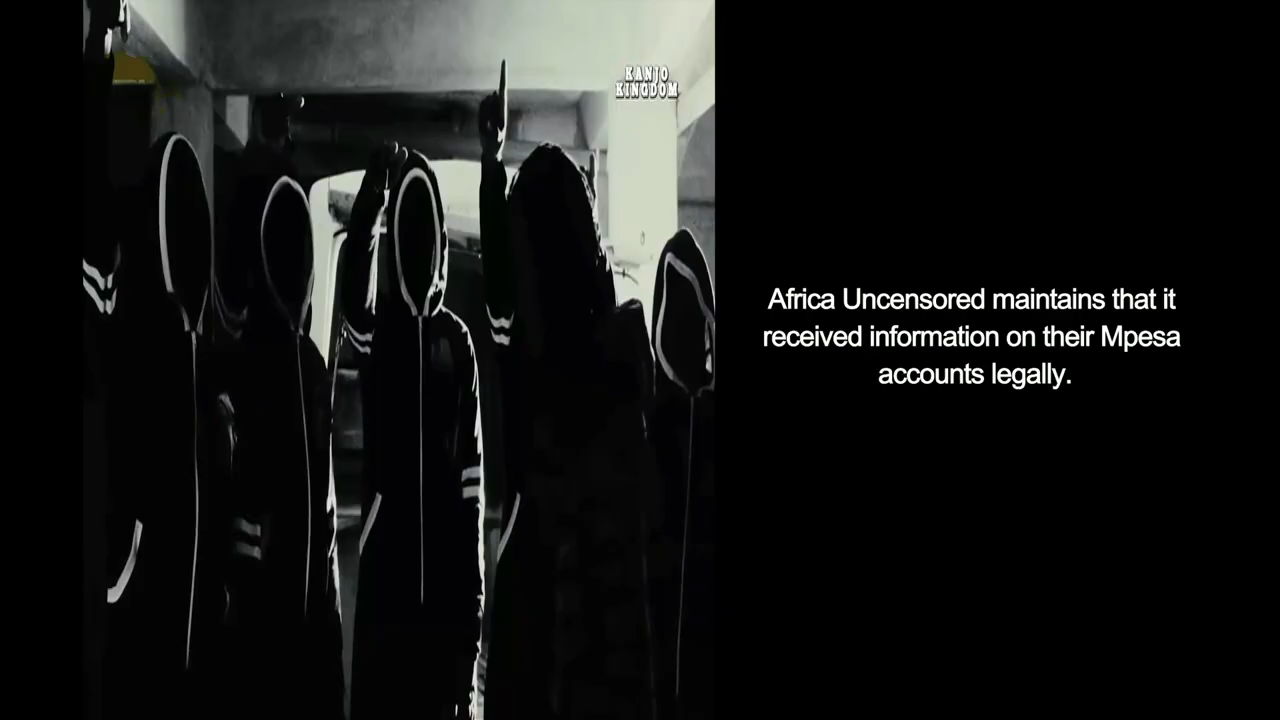 KANJO
KINGDOM
Africa Uncensored maintains that it
received information on their Mpesa
accounts legally.